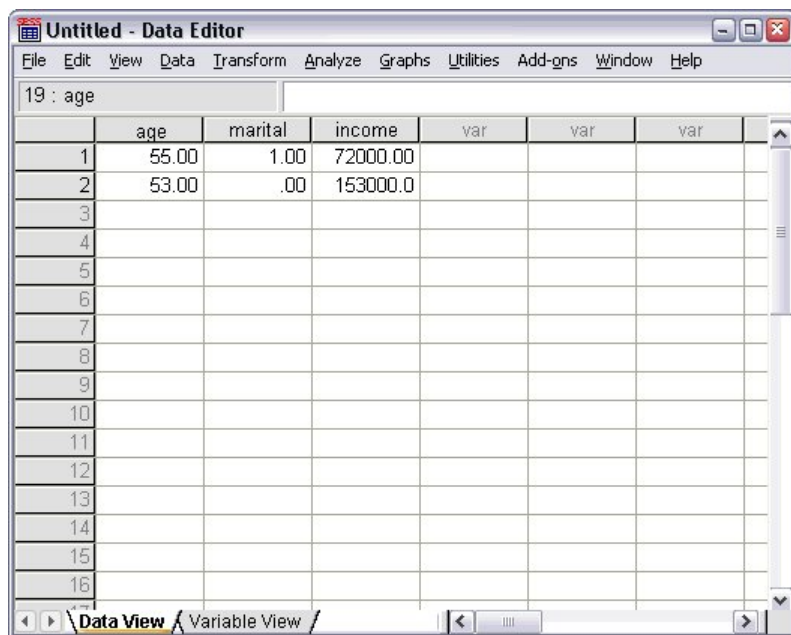 Untitled - Data Editor
File Edit View Data Transform Analyze Graphs Utilities Add-ons Window Help
19 : age
age marital income var var var
1 55.00 1.00 72000.00
2 53.00 .00 153000.0
3
4
5
6
7
8
9
10
11
12
13
14
15
16
Data View Variable View